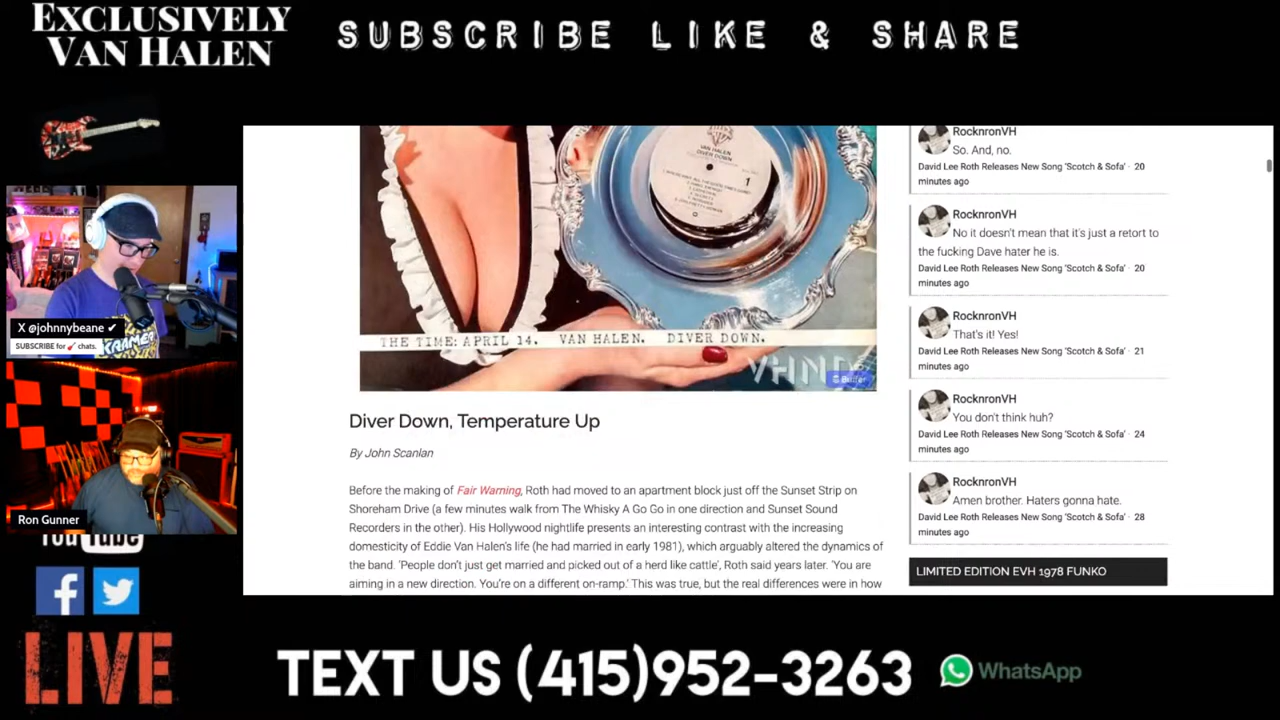 EXCLUSIVELY
VAN HALEN
SUBSCRIBE LIKE & SHARE
X @johnnybeane ✔
SUBSCRIBE for 🎸 chats.
KRAMER
Ron Gunner
YouTube
LIVE
VAN HALEN
DIVER DOWN
1
THE TIME: APRIL 14. VAN HALEN. DIVER DOWN.
VHND
Diver Down, Temperature Up
By John Scanlan
Before the making of Fair Warning, Roth had moved to an apartment block just off the Sunset Strip on
Shoreham Drive (a few minutes walk from The Whisky A Go Go in one direction and Sunset Sound
Recorders in the other). His Hollywood nightlife presents an interesting contrast with the increasing
domesticity of Eddie Van Halen's life (he had married in early 1981), which arguably altered the dynamics of
the band. 'People don't just get married and picked out of a herd like cattle', Roth said years later. 'You are
aiming in a new direction. You're on a different on-ramp.' This was true, but the real differences were in how
RocknronVH
So. And, no.
David Lee Roth Releases New Song 'Scotch & Sofa' · 20
minutes ago
RocknronVH
No it doesn't mean that it's just a retort to
the fucking Dave hater he is.
David Lee Roth Releases New Song 'Scotch & Sofa' · 20
minutes ago
RocknronVH
That's it! Yes!
David Lee Roth Releases New Song 'Scotch & Sofa' · 21
minutes ago
RocknronVH
You don't think huh?
David Lee Roth Releases New Song 'Scotch & Sofa' · 24
minutes ago
RocknronVH
Amen brother. Haters gonna hate.
David Lee Roth Releases New Song 'Scotch & Sofa' · 28
minutes ago
LIMITED EDITION EVH 1978 FUNKO
TEXT US (415)952-3263
WhatsApp